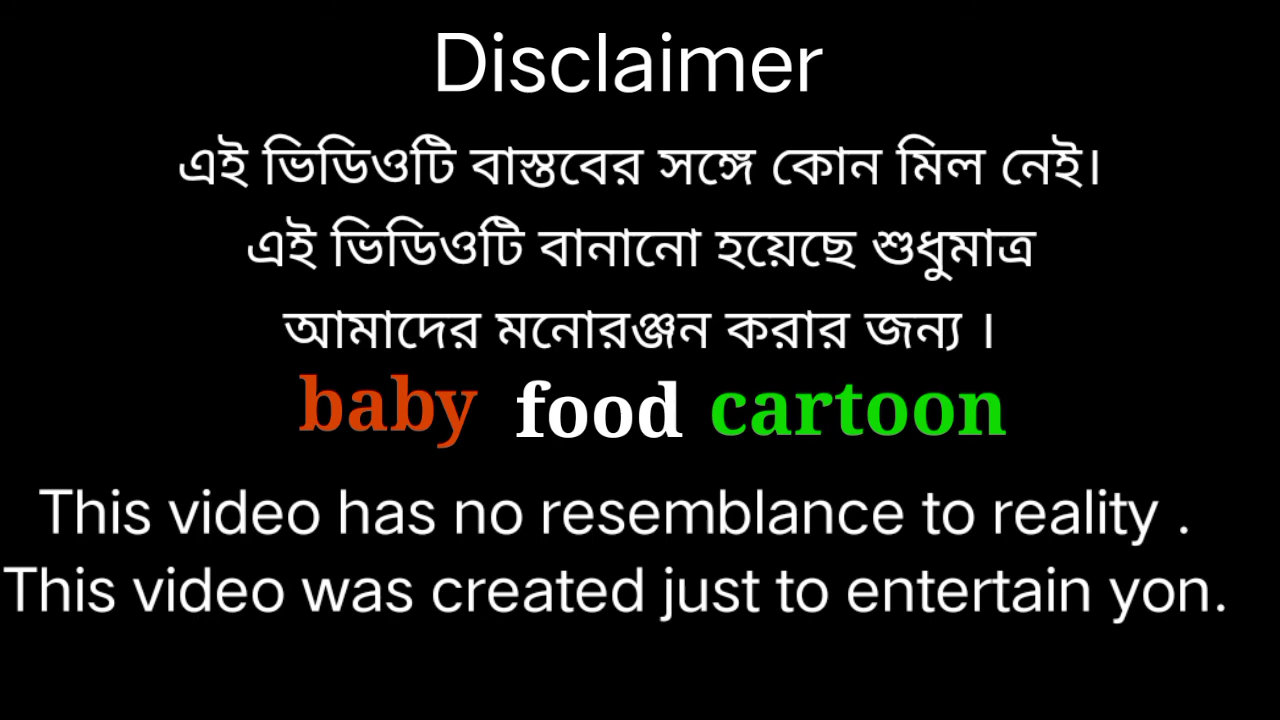 Disclaimer
এই ভিডিওটি বাস্তবের সঙ্গে কোন মিল নেই।
এই ভিডিওটি বানানো হয়েছে শুধুমাত্র
আমাদের মনোরঞ্জন করার জন্য ।
baby food cartoon
This video has no resemblance to reality .
This video was created just to entertain yon.